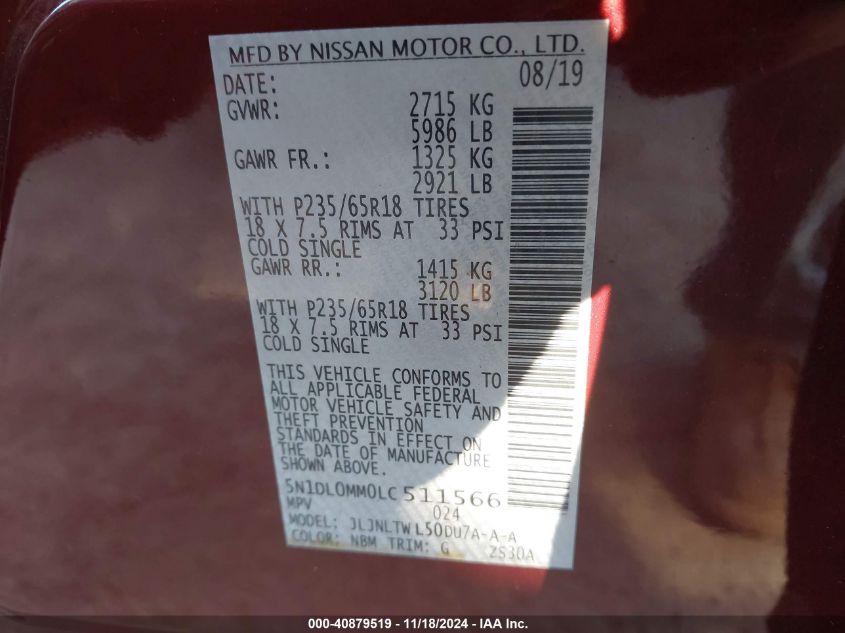 MFD BY NISSAN MOTOR CO., LTD.
DATE: 08/19
GVWR: 2715 KG
5986 LB
GAWR FR.: 1325 KG
2921 LB
WITH P235/65R18 TIRES
18 X 7.5 RIMS AT 33 PSI
COLD SINGLE
GAWR RR.: 1415 KG
3120 LB
WITH P235/65R18 TIRES
18 X 7.5 RIMS AT 33 PSI
COLD SINGLE
THIS VEHICLE CONFORMS TO
ALL APPLICABLE FEDERAL
MOTOR VEHICLE SAFETY AND
THEFT PREVENTION
STANDARDS IN EFFECT ON
THE DATE OF MANUFACTURE
SHOWN ABOVE.
5N1DL0MM0LC511566
MPV 024
MODEL: JLJNLTWL50DU7A-A-A
COLOR: NBM TRIM: G ZS30A
000-40879519 - 11/18/2024 - IAA Inc.